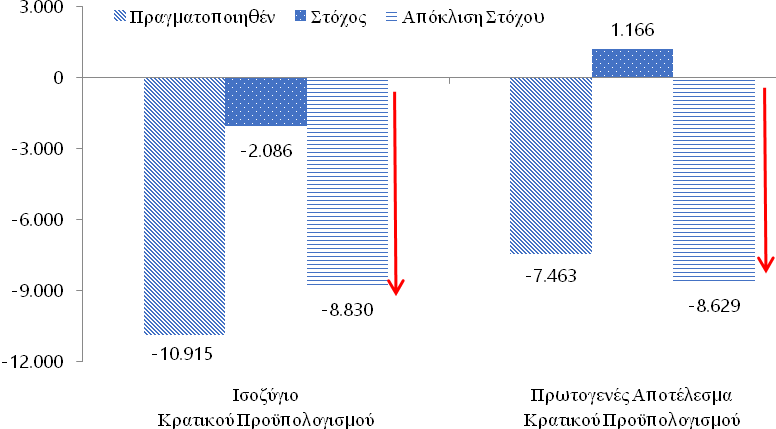 3.000
Πραγματοποιηθέν
Στόχος
Απόκλιση Στόχου
1.166
0
-3.000
-2.086
-6.000
-7.463
-9.000
-8.830
-8.629
-10.915
-12.000
Ισοζύγιο
Κρατικού Προϋπολογισμού
Πρωτογενές Αποτέλεσμα
Κρατικού Προϋπολογισμού